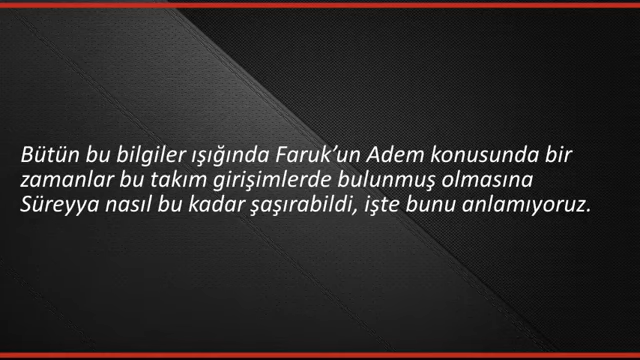 Bütün bu bilgiler ışığında Faruk’un Adem konusunda bir
zamanlar bu takım girişimlerde bulunmuş olmasına
Süreyya nasıl bu kadar şaşırabildi, işte bunu anlamıyoruz.